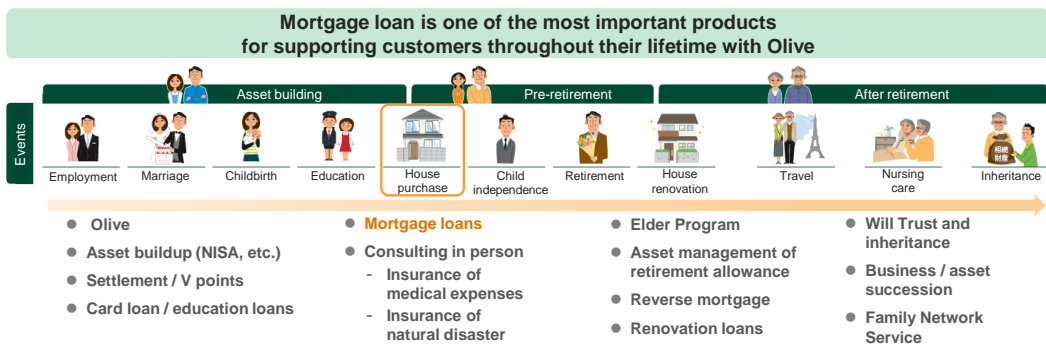 Mortgage loan is one of the most important products
for supporting customers throughout their lifetime with Olive
Asset building
Pre-retirement
After retirement
Events
Employment
Marriage
Childbirth
Education
House
purchase
Child
independence
Retirement
House
renovation
Travel
Nursing
care
Inheritance
相続
財産
● Olive
● Asset buildup (NISA, etc.)
● Settlement / V points
● Card loan / education loans
● Mortgage loans
● Consulting in person
- Insurance of
medical expenses
- Insurance of
natural disaster
● Elder Program
● Asset management of
retirement allowance
● Reverse mortgage
● Renovation loans
● Will Trust and
inheritance
● Business / asset
succession
● Family Network
Service